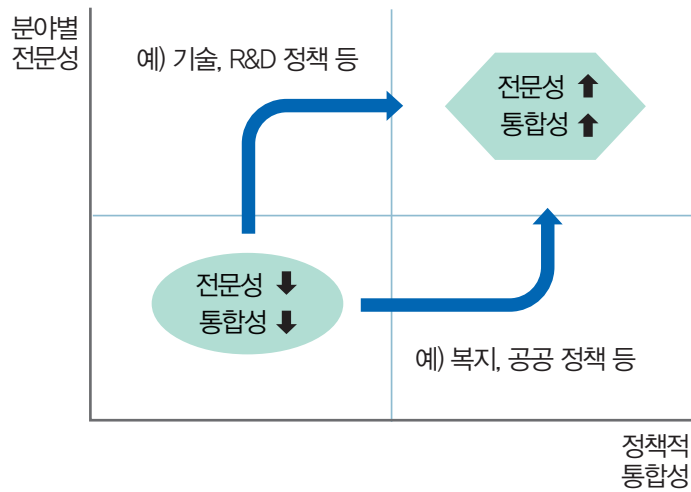 분야별
전문성
예) 기술, R&D 정책 등
전문성 ⬆
통합성 ⬆
전문성 ⬇
통합성 ⬇
예) 복지, 공공 정책 등
정책적
통합성